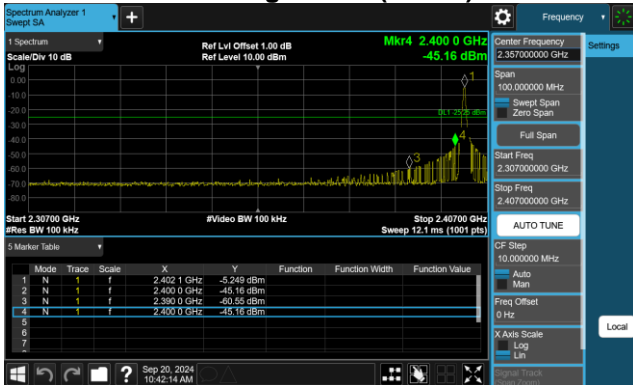 Spectrum Analyzer 1
Swept SA
Frequency
1 Spectrum
Scale/Div 10 dB
Ref Lvl Offset 1.00 dB
Ref Level 10.00 dBm
Mkr4 2.400 0 GHz
-45.16 dBm
Log
0.00
-10.0
-20.0
-30.0
-40.0
-50.0
-60.0
-70.0
-80.0
1
DL1 -25.25 dBm
4
3
Start 2.30700 GHz
#Res BW 100 kHz
#Video BW 100 kHz
Stop 2.40700 GHz
Sweep 12.1 ms (1001 pts)
5 Marker Table
Mode Trace Scale X Y Function Function Width Function Value
1 N 1 f 2.402 1 GHz -5.249 dBm
2 N 1 f 2.400 0 GHz -45.16 dBm
3 N 1 f 2.390 0 GHz -60.55 dBm
4 N 1 f 2.400 0 GHz -45.16 dBm
5
6
7
Sep 20, 2024
10:42:14 AM
Center Frequency
2.357000000 GHz
Settings
Span
100.000000 MHz
Swept Span
Zero Span
Full Span
Start Freq
2.307000000 GHz
Stop Freq
2.407000000 GHz
AUTO TUNE
CF Step
10.000000 MHz
Auto
Man
Freq Offset
0 Hz
X Axis Scale
Log
Lin
Local
Signal Track
(Span Zoom)